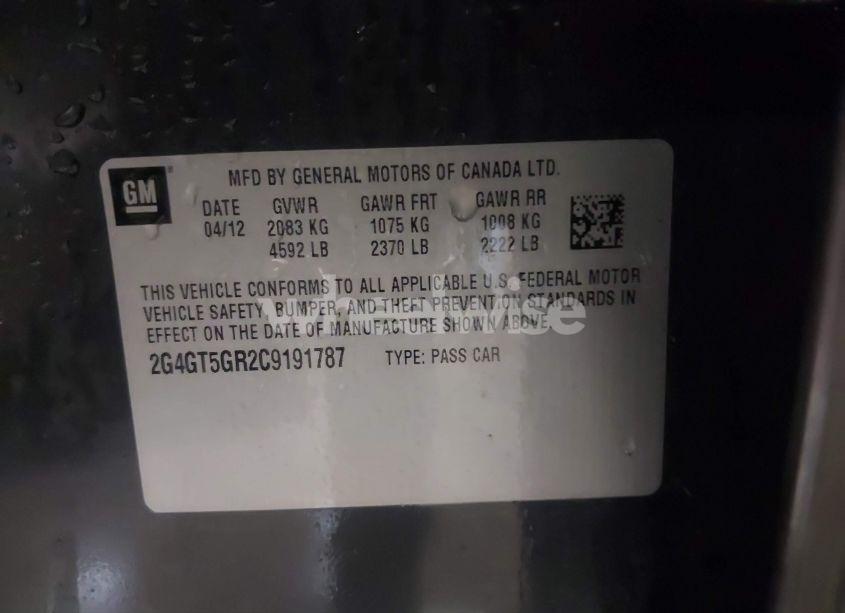 GM
MFD BY GENERAL MOTORS OF CANADA LTD.
DATE GVWR GAWR FRT GAWR RR
04/12 2083 KG 1075 KG 1008 KG
4592 LB 2370 LB 2222 LB
THIS VEHICLE CONFORMS TO ALL APPLICABLE U.S. FEDERAL MOTOR
VEHICLE SAFETY, BUMPER, AND THEFT PREVENTION STANDARDS IN
EFFECT ON THE DATE OF MANUFACTURE SHOWN ABOVE.
2G4GT5GR2C9191787 TYPE: PASS CAR